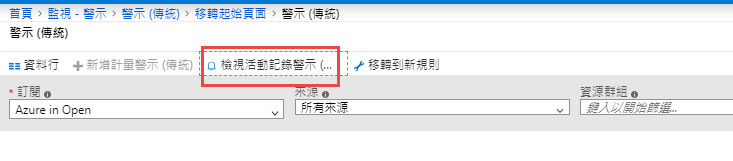 首頁 > 監視 - 警示 > 警示 (傳統) > 移轉起始頁面 > 警示 (傳統)
警示 (傳統)
資料行 新增計量警示 (傳統) 檢視活動記錄警示 (... 移轉到新規則
* 訂閱 來源 資源群組
Azure in Open 所有來源 鍵入以開始篩選...